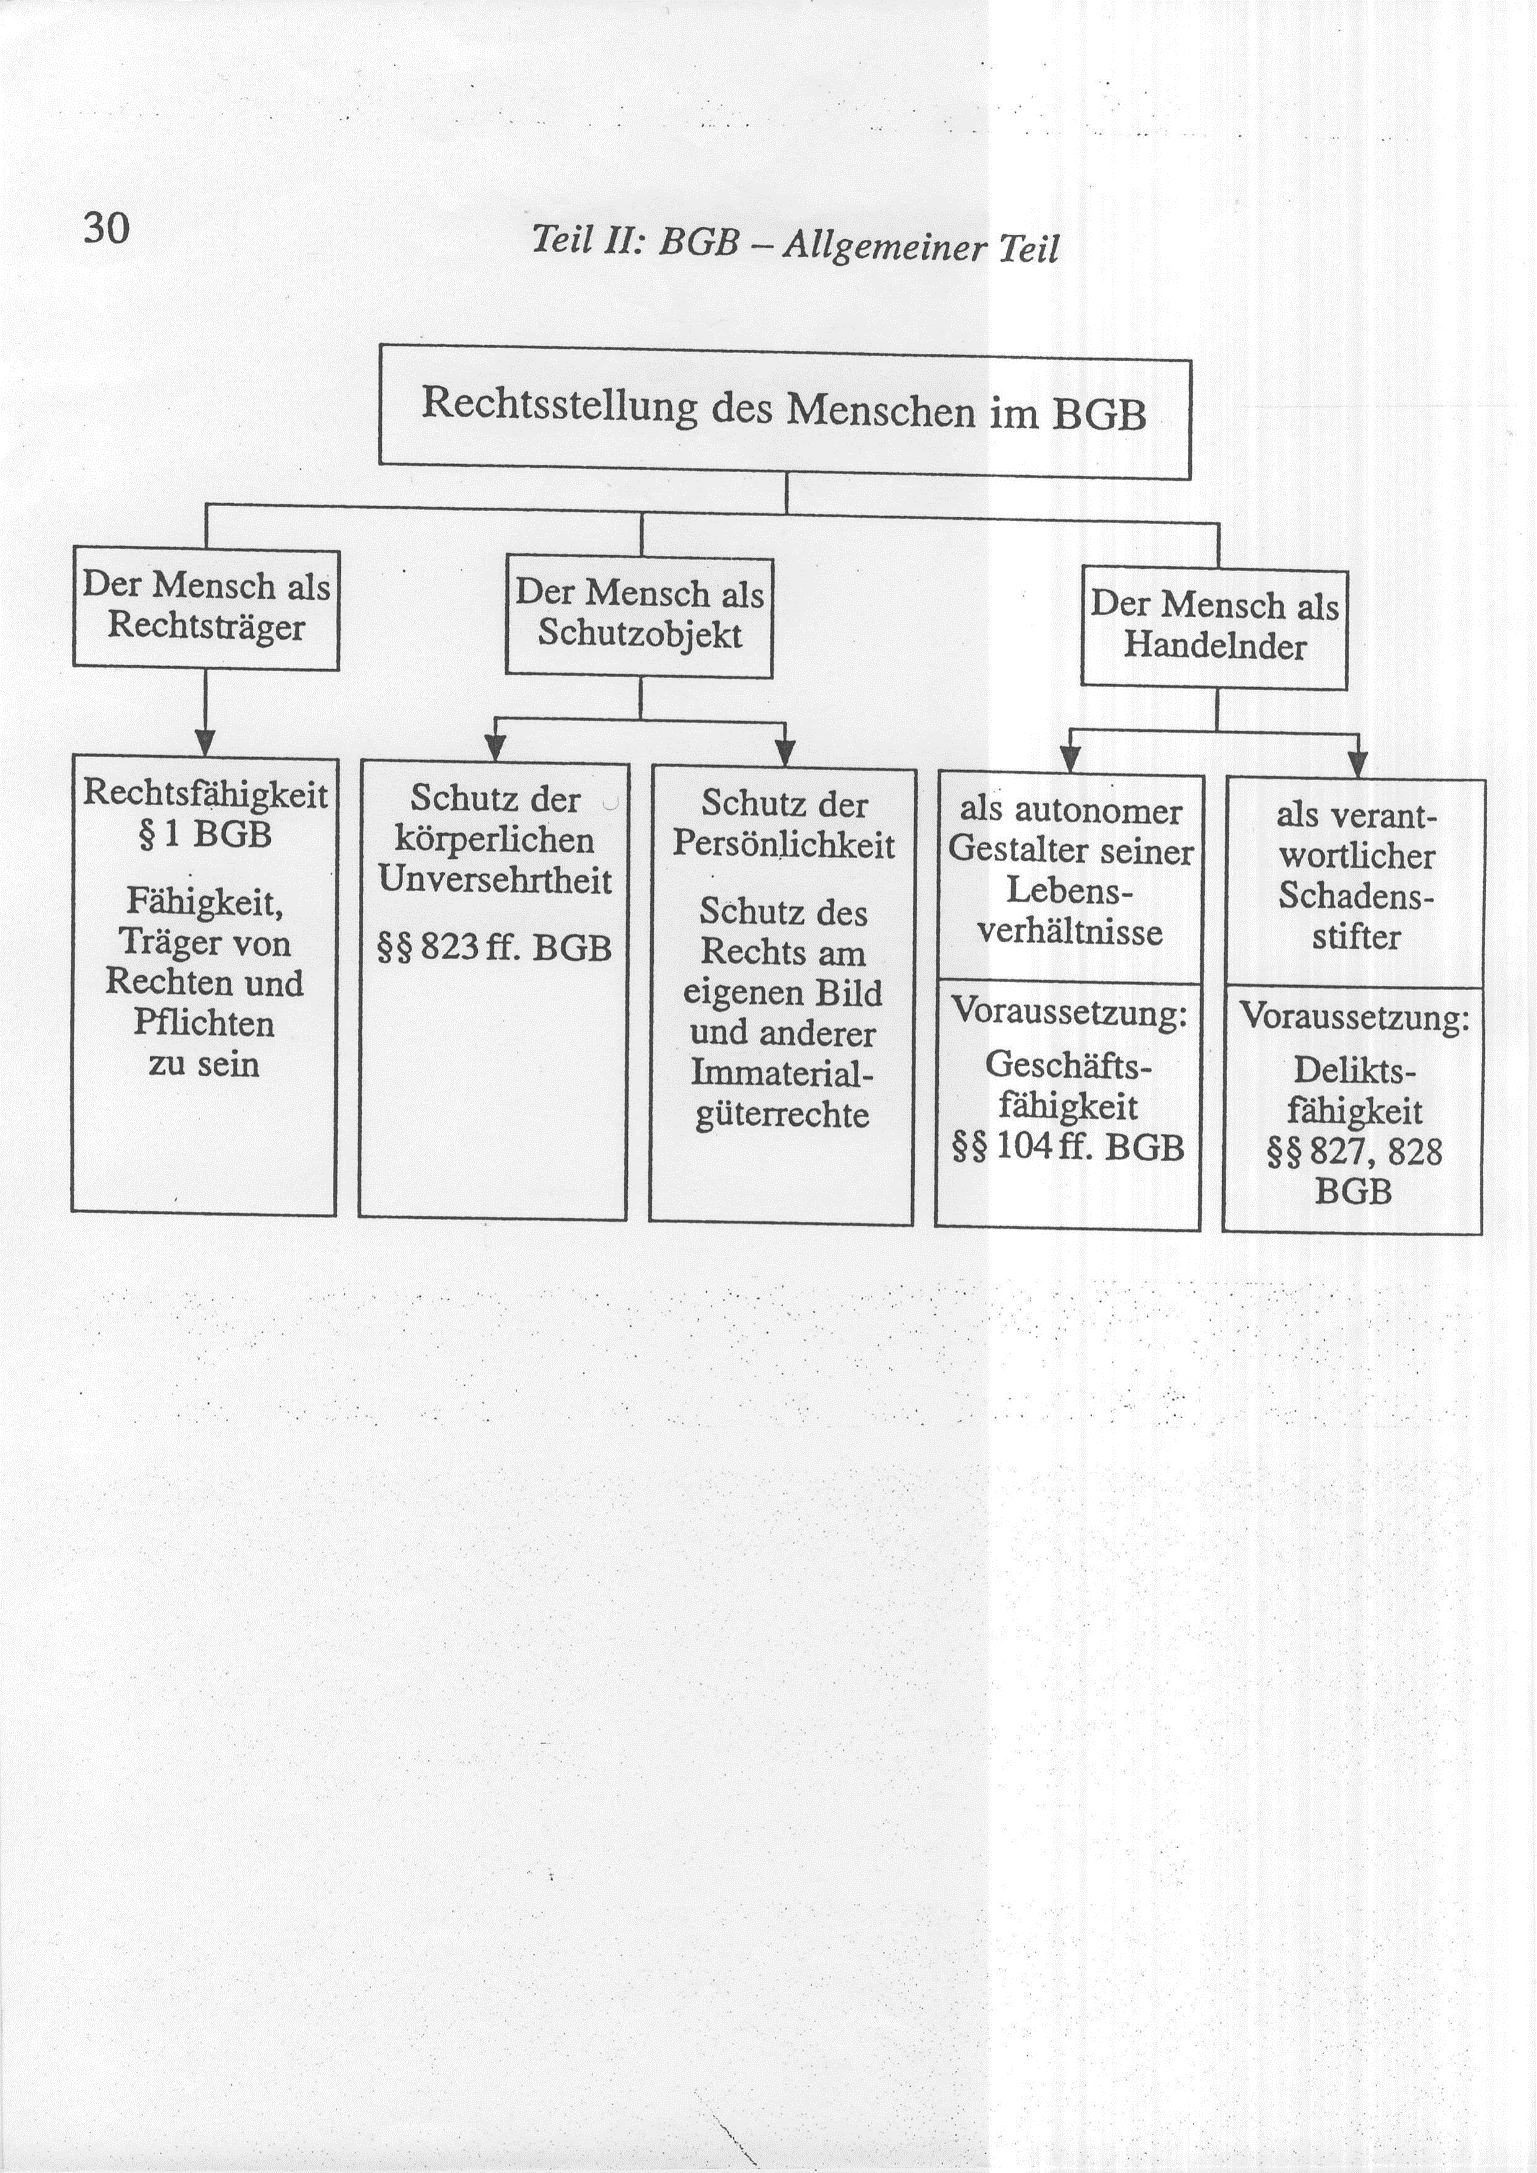 30
Teil II: BGB – Allgemeiner Teil
Rechtsstellung des Menschen im BGB
Der Mensch als
Rechtsträger
Der Mensch als
Schutzobjekt
Der Mensch als
Handelnder
Rechtsfähigkeit
§ 1 BGB
Fähigkeit,
Träger von
Rechten und
Pflichten
zu sein
Schutz der
körperlichen
Unversehrtheit
§§ 823 ff. BGB
Schutz der
Persönlichkeit
Schutz des
Rechts am
eigenen Bild
und anderer
Immaterial-
güterrechte
als autonomer
Gestalter seiner
Lebens-
verhältnisse
Voraussetzung:
Geschäfts-
fähigkeit
§§ 104 ff. BGB
als verant-
wortlicher
Schadens-
stifter
Voraussetzung:
Delikts-
fähigkeit
§§ 827, 828
BGB